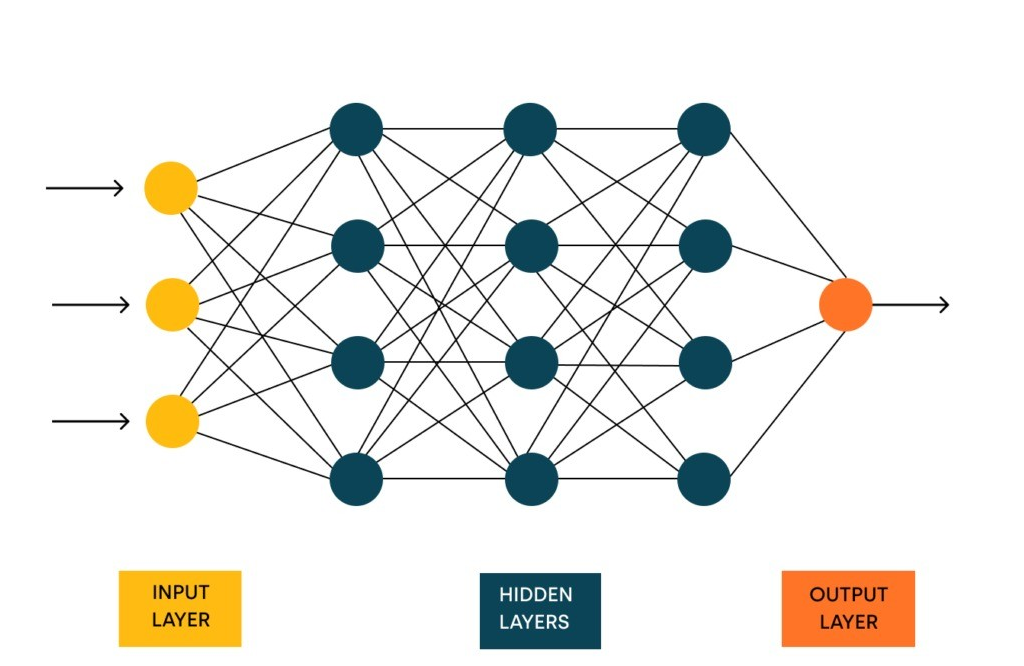 INPUT
LAYER
HIDDEN
LAYERS
OUTPUT
LAYER